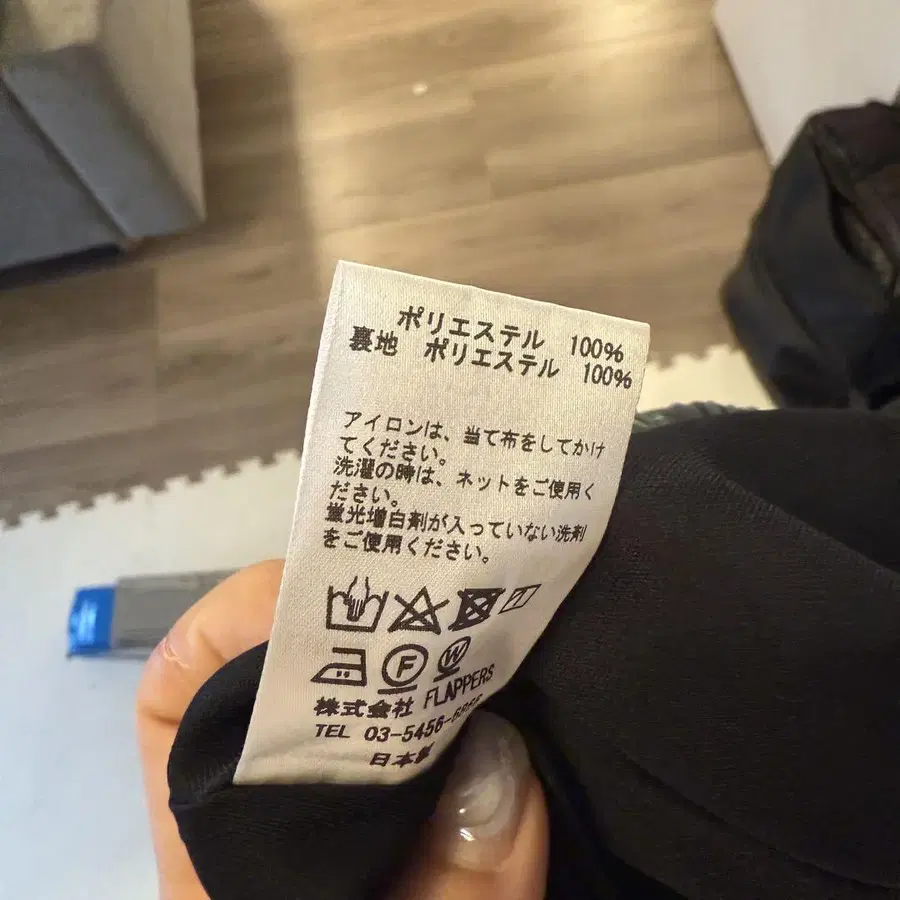 ポリエステル 100%
裏地 ポリエステル 100%
アイロンは、当て布をしてかけ
てください。
洗濯の時は、ネットをご使用く
ださい。
蛍光増白剤が入っていない洗剤
をご使用ください。
F W
株式会社 FLAPPERS
TEL 03-5456-
日本